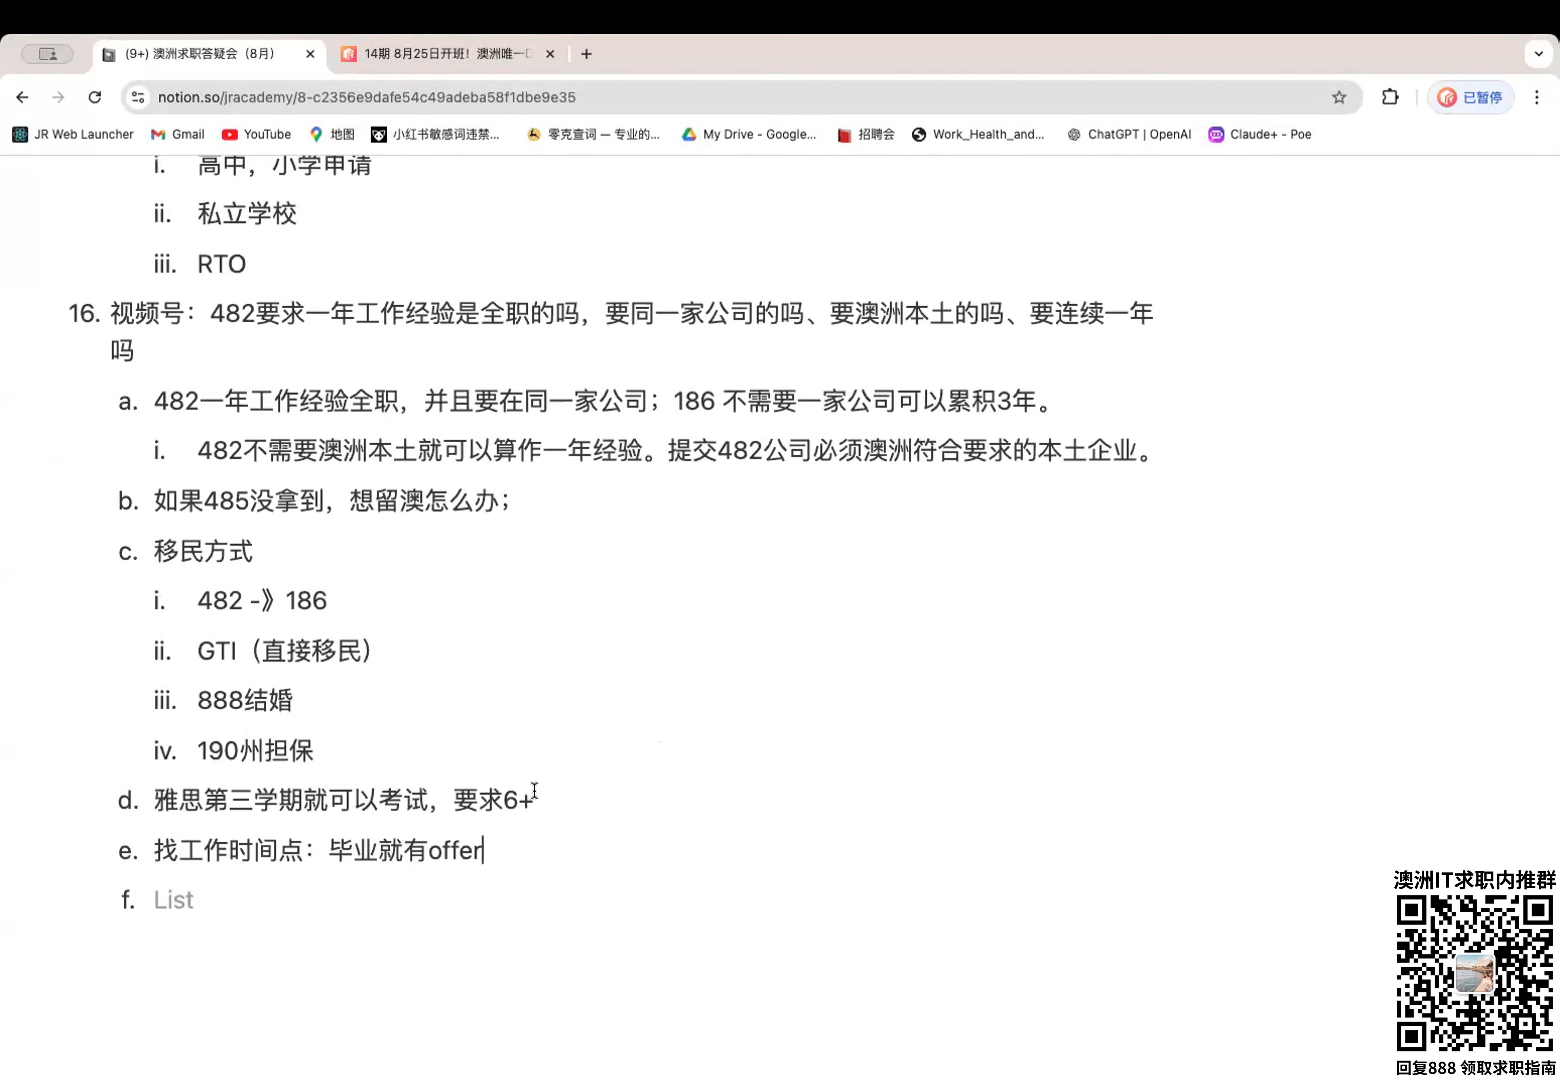 (9+) 澳洲求职答疑会（8月）
14期 8月25日开班！澳洲唯一
notion.so/jracademy/8-c2356e9dafe54c49adeba58f1dbe9e35
已暂停
JR Web Launcher
Gmail
YouTube
地图
小红书敏感词违禁...
零克查词 — 专业的...
My Drive - Google...
招聘会
Work_Health_and...
ChatGPT | OpenAI
Claude+ - Poe
i. 高中，小学申请
ii. 私立学校
iii. RTO
16. 视频号：482要求一年工作经验是全职的吗，要同一家公司的吗、要澳洲本土的吗、要连续一年
吗
a. 482一年工作经验全职，并且要在同一家公司；186 不需要一家公司可以累积3年。
i. 482不需要澳洲本土就可以算作一年经验。提交482公司必须澳洲符合要求的本土企业。
b. 如果485没拿到，想留澳怎么办；
c. 移民方式
i. 482 -》186
ii. GTI（直接移民）
iii. 888结婚
iv. 190州担保
d. 雅思第三学期就可以考试，要求6+
e. 找工作时间点：毕业就有offer
f. List
澳洲IT求职内推群
回复888 领取求职指南